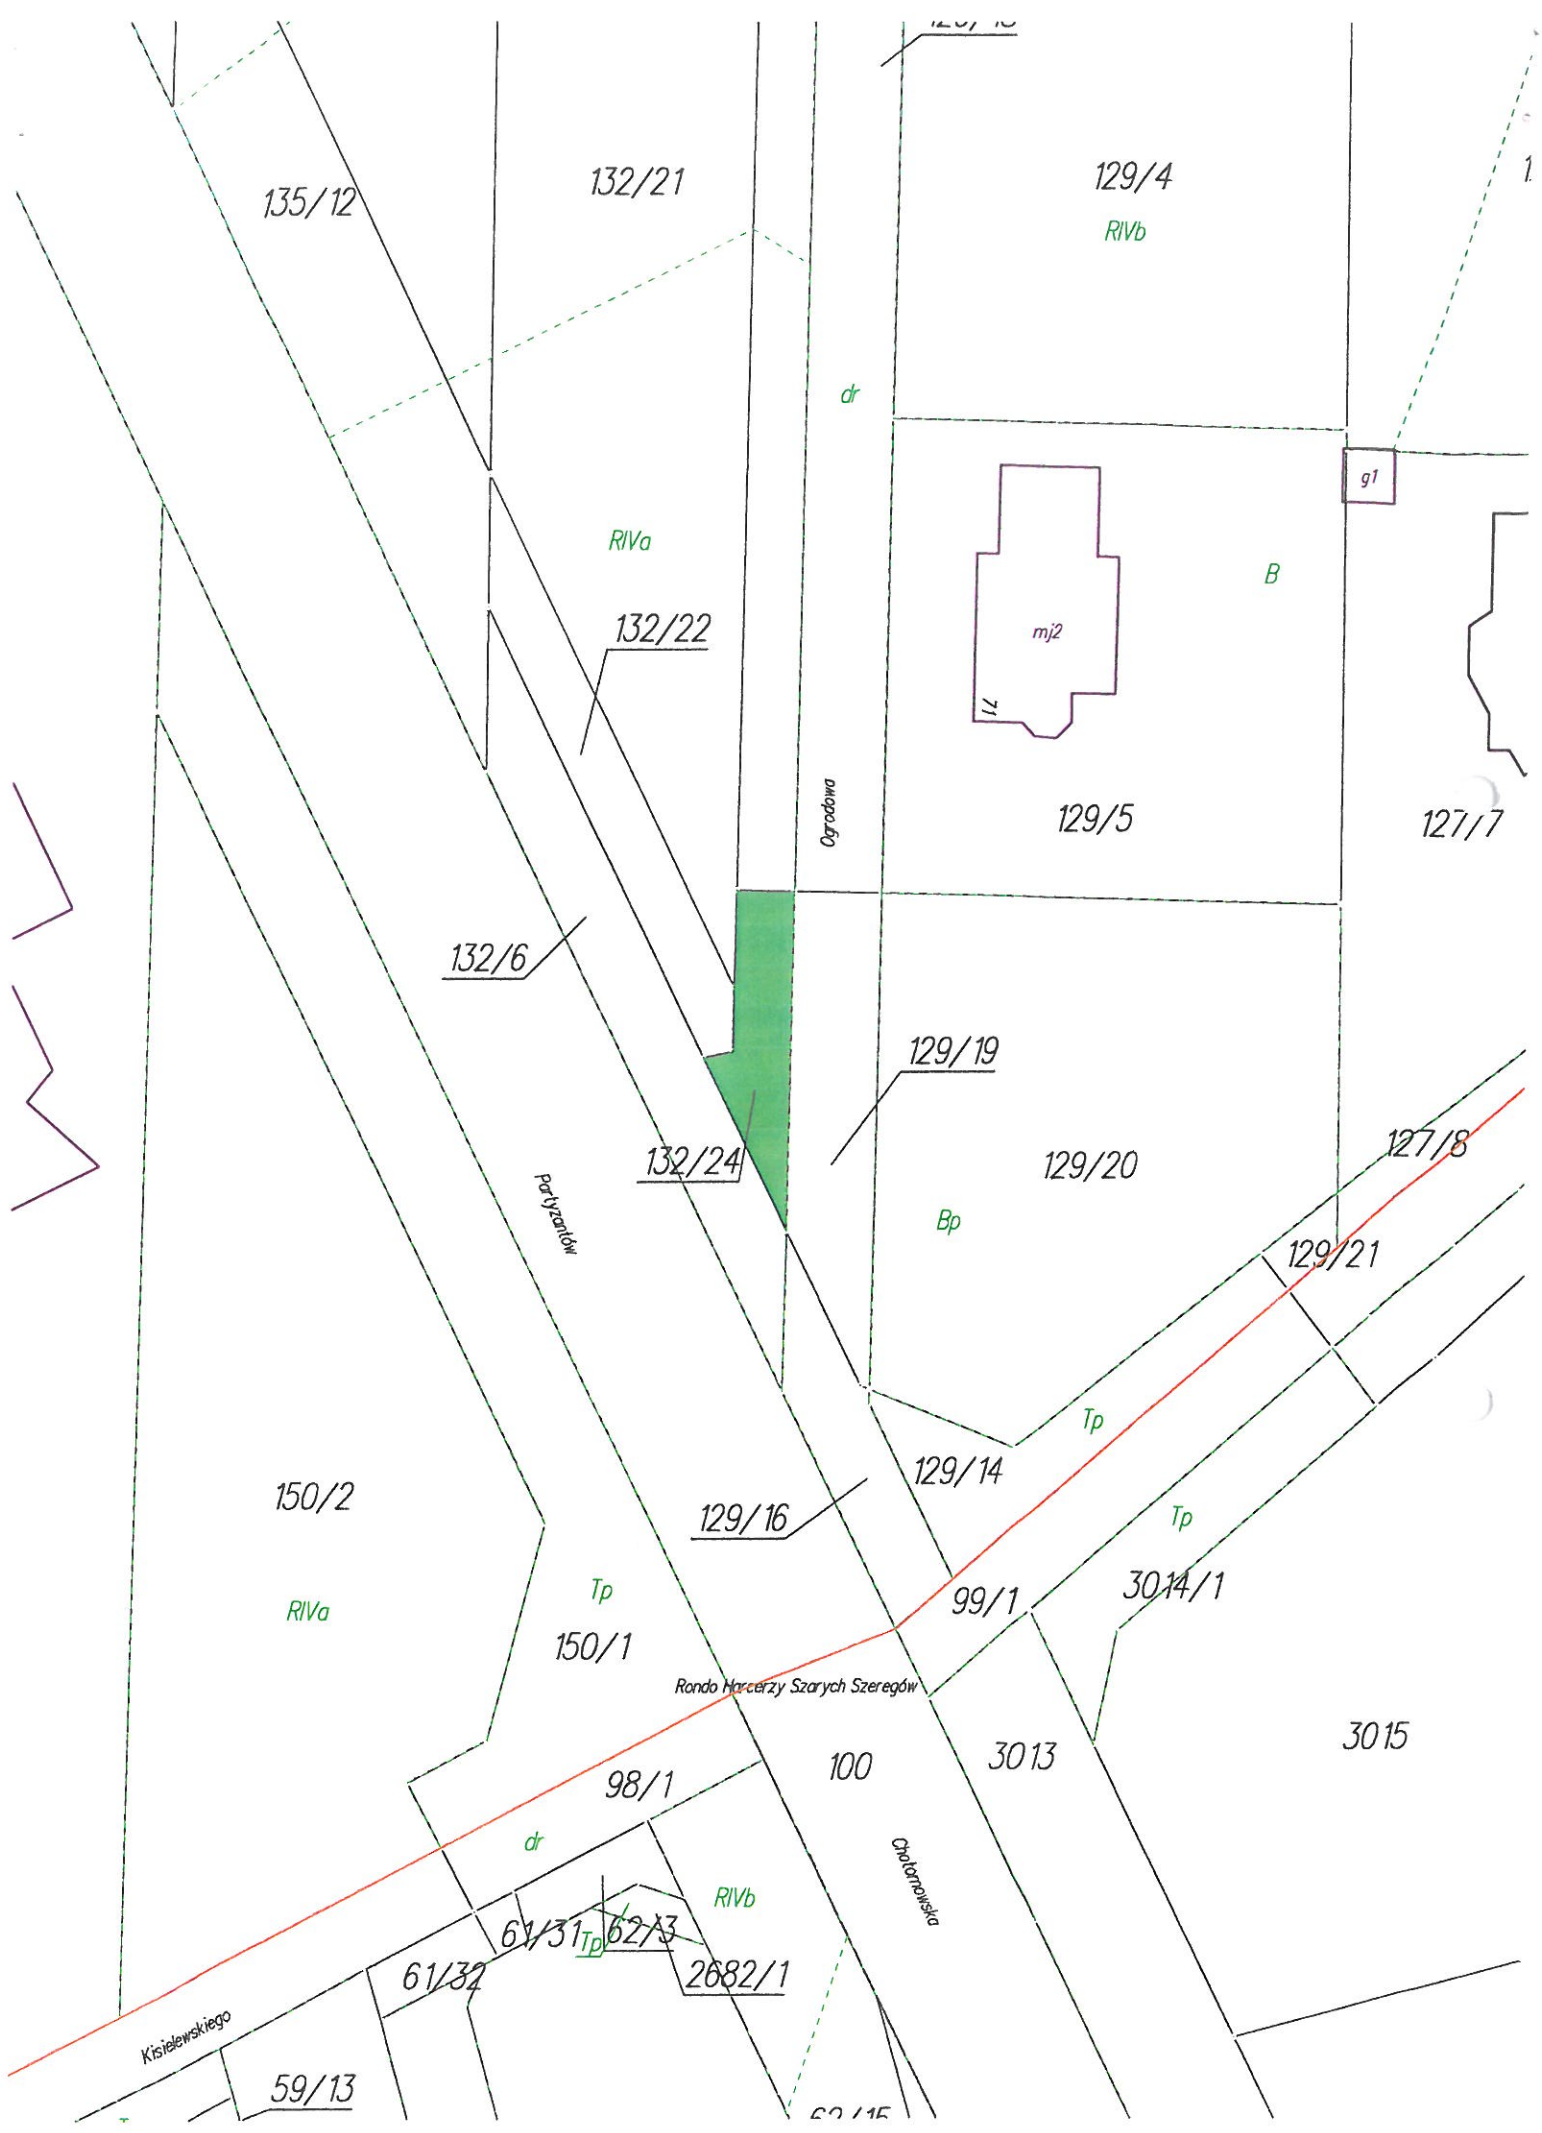 135/12
132/21
129/4
RIVb
dr
g1
RIVa
B
132/22
mj2
71
Ogrodowa
129/5
127/7
132/6
129/19
127/8
132/24
129/20
Partyzantów
Bp
129/21
Tp
129/14
150/2
129/16
Tp
3014/1
RIVa
Tp
99/1
150/1
Rondo Harcerzy Szarych Szeregów
3015
100
3013
98/1
dr
Chotomowska
RIVb
61/31
Tp
62/3
61/32
2682/1
Kisielewskiego
59/13